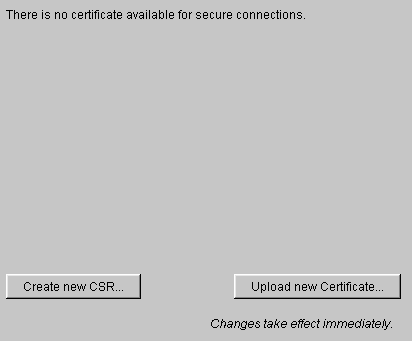 There is no certificate available for secure connections.
Create new CSR...
Upload new Certificate...
Changes take effect immediately.